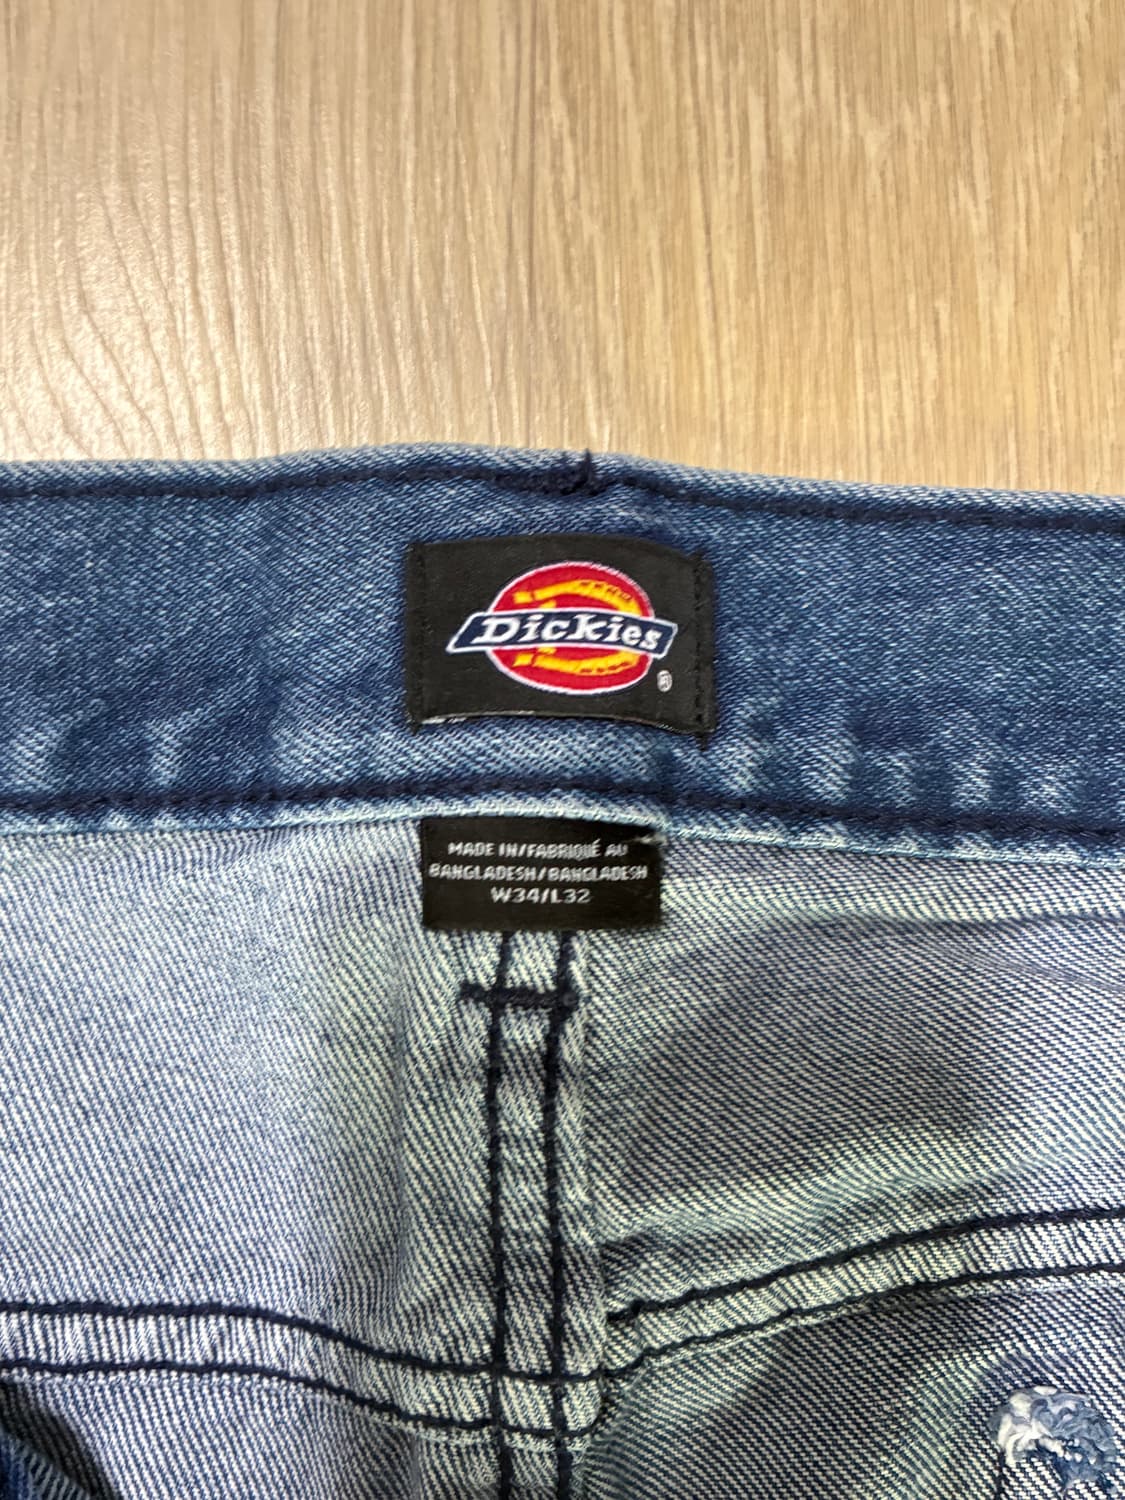 Dickies
®
MADE IN/FABRIQUÉ AU
BANGLADESH/BANGLADESH
W34/L32